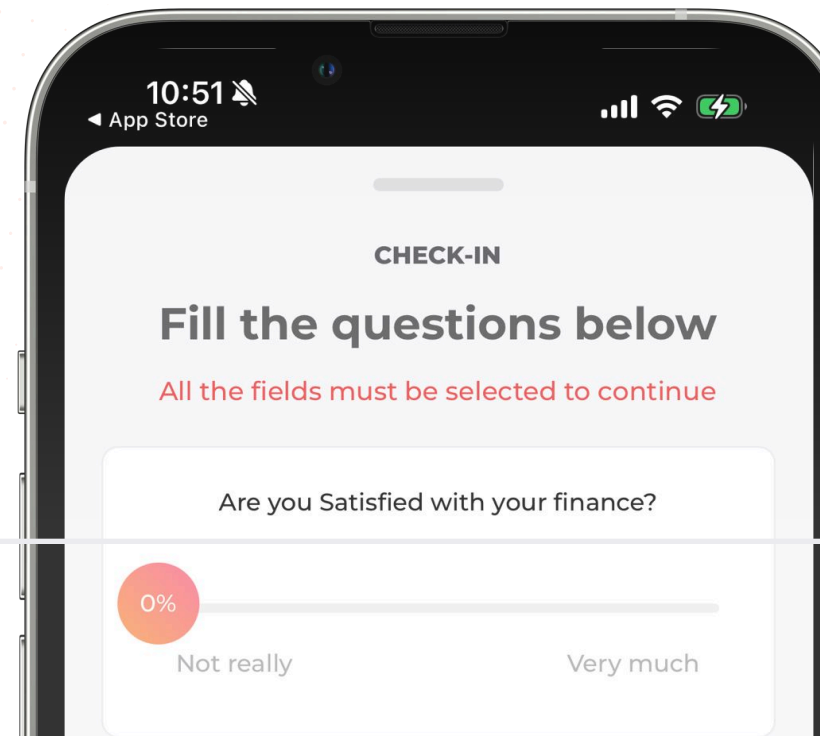 10:51
◀ App Store
CHECK-IN
Fill the questions below
All the fields must be selected to continue
Are you Satisfied with your finance?
0%
Not really
Very much